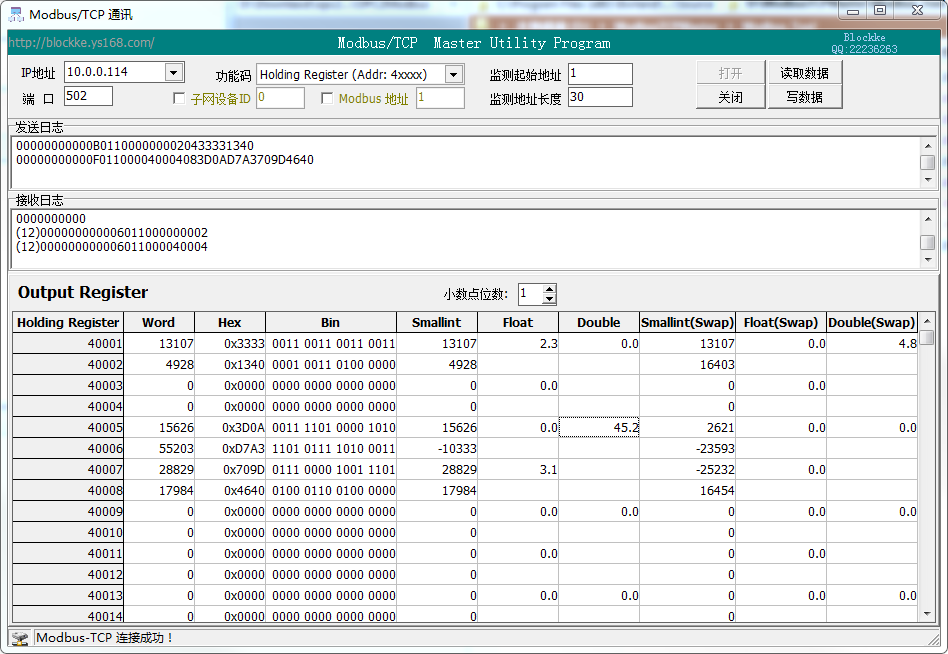 Modbus/TCP 通讯
http://blockke.ys168.com/
Modbus/TCP Master Utility Program
Blockke
QQ:22236263
IP地址 10.0.0.114 功能码 Holding Register (Addr: 4xxxx) 监测起始地址 1 打开 读取数据
端 口 502 子网设备ID 0 Modbus 地址 1 监测地址长度 30 关闭 写数据
发送日志
00000000000B011000000000020433331340
00000000000F011000040004083D0AD7A3709D4640
接收日志
0000000000
(12)000000000006011000000002
(12)000000000006011000040004
Output Register 小数点位数: 1
Holding Register Word Hex Bin Smallint Float Double Smallint(Swap) Float(Swap) Double(Swap)
40001 13107 0x3333 0011 0011 0011 0011 13107 2.3 0.0 13107 0.0 4.8
40002 4928 0x1340 0001 0011 0100 0000 4928 16403
40003 0 0x0000 0000 0000 0000 0000 0 0.0 0 0.0
40004 0 0x0000 0000 0000 0000 0000 0 0
40005 15626 0x3D0A 0011 1101 0000 1010 15626 0.0 45.2 2621 0.0 0.0
40006 55203 0xD7A3 1101 0111 1010 0011 -10333 -23593
40007 28829 0x709D 0111 0000 1001 1101 28829 3.1 -25232 0.0
40008 17984 0x4640 0100 0110 0100 0000 17984 16454
40009 0 0x0000 0000 0000 0000 0000 0 0.0 0.0 0 0.0 0.0
40010 0 0x0000 0000 0000 0000 0000 0 0
40011 0 0x0000 0000 0000 0000 0000 0 0.0 0 0.0
40012 0 0x0000 0000 0000 0000 0000 0 0
40013 0 0x0000 0000 0000 0000 0000 0 0.0 0.0 0 0.0 0.0
40014 0 0x0000 0000 0000 0000 0000 0 0
Modbus-TCP 连接成功！